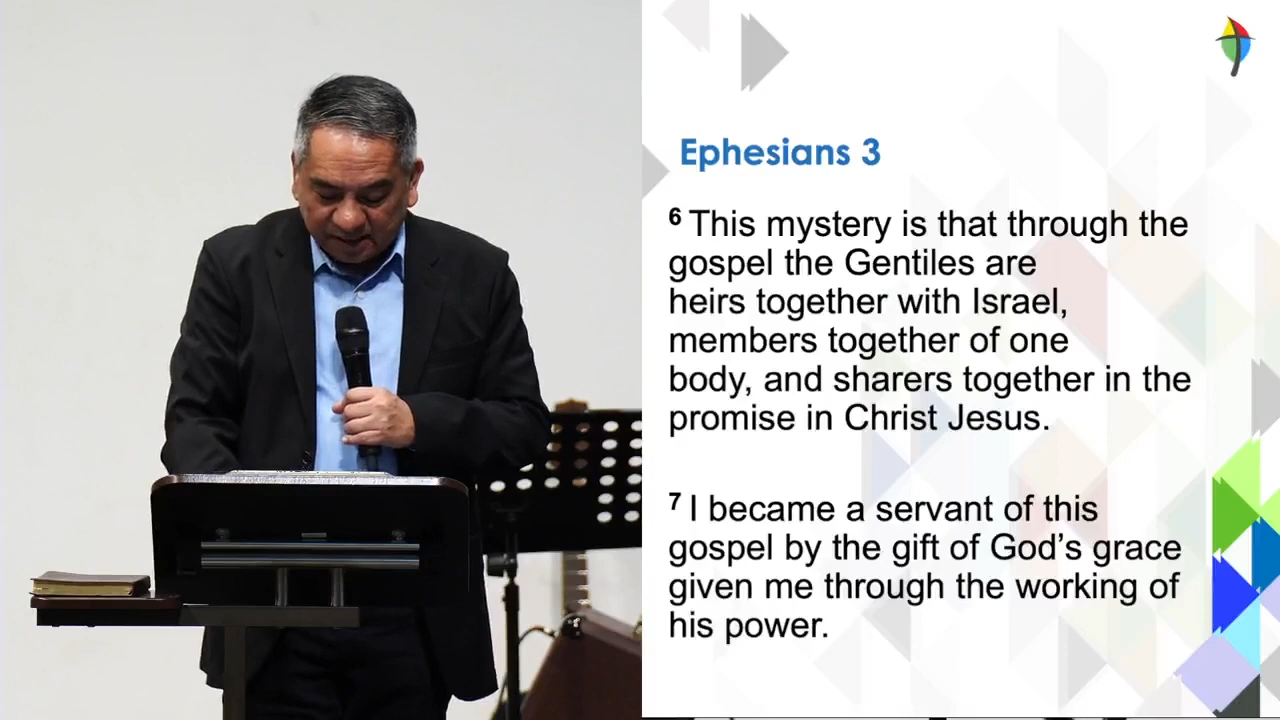 Ephesians 3
6 This mystery is that through the
gospel the Gentiles are
heirs together with Israel,
members together of one
body, and sharers together in the
promise in Christ Jesus.
7 I became a servant of this
gospel by the gift of God’s grace
given me through the working of
his power.